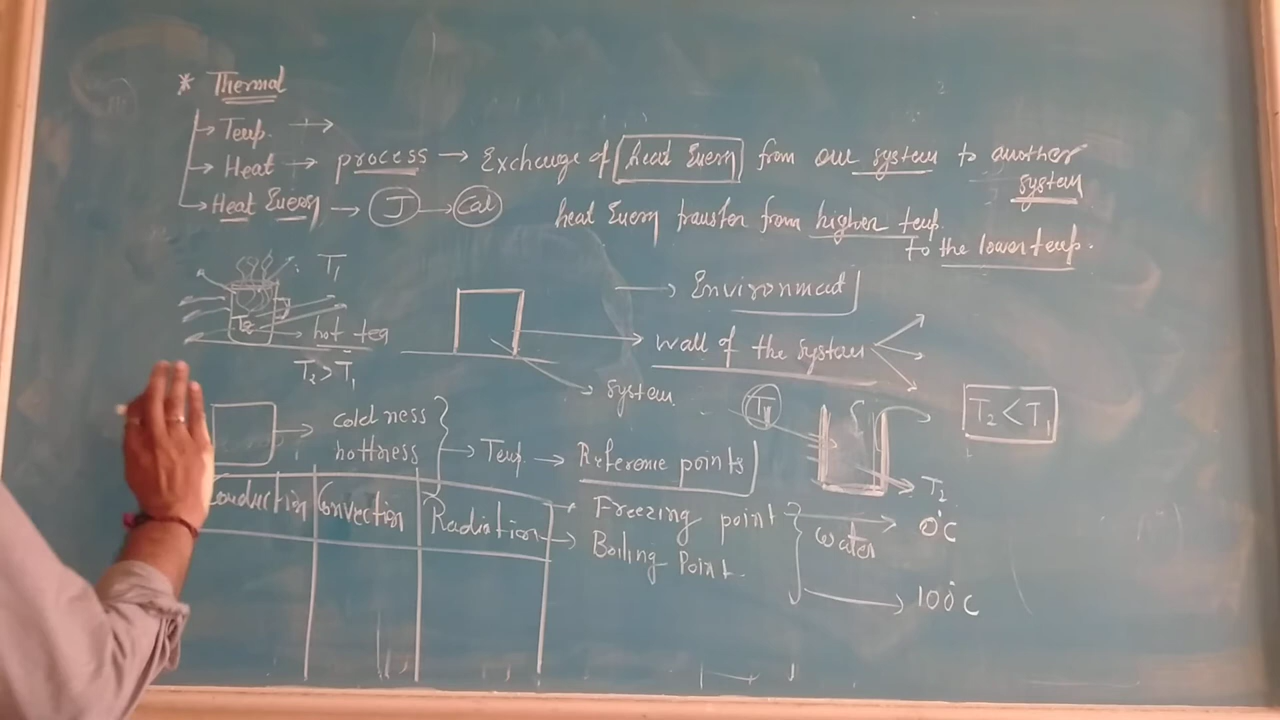 * Thermal
→ Temp. →
→ Heat → process → Exchange of heat Energy from one system to another
system
→ Heat Energy → J → Cal
heat Energy transfer from higher temp.
to the lower temp.
T₁
T₂ → hot tea
T₂ > T₁
→ Environment
→ wall of the system
→ system
→ coldness
hotness
→ Temp. → Reference points
T₁
T₂ < T₁
→ T₂
Conduction Convection Radiation
→ Freezing point
→ Boiling Point
water
→ 0°C
→ 100°C